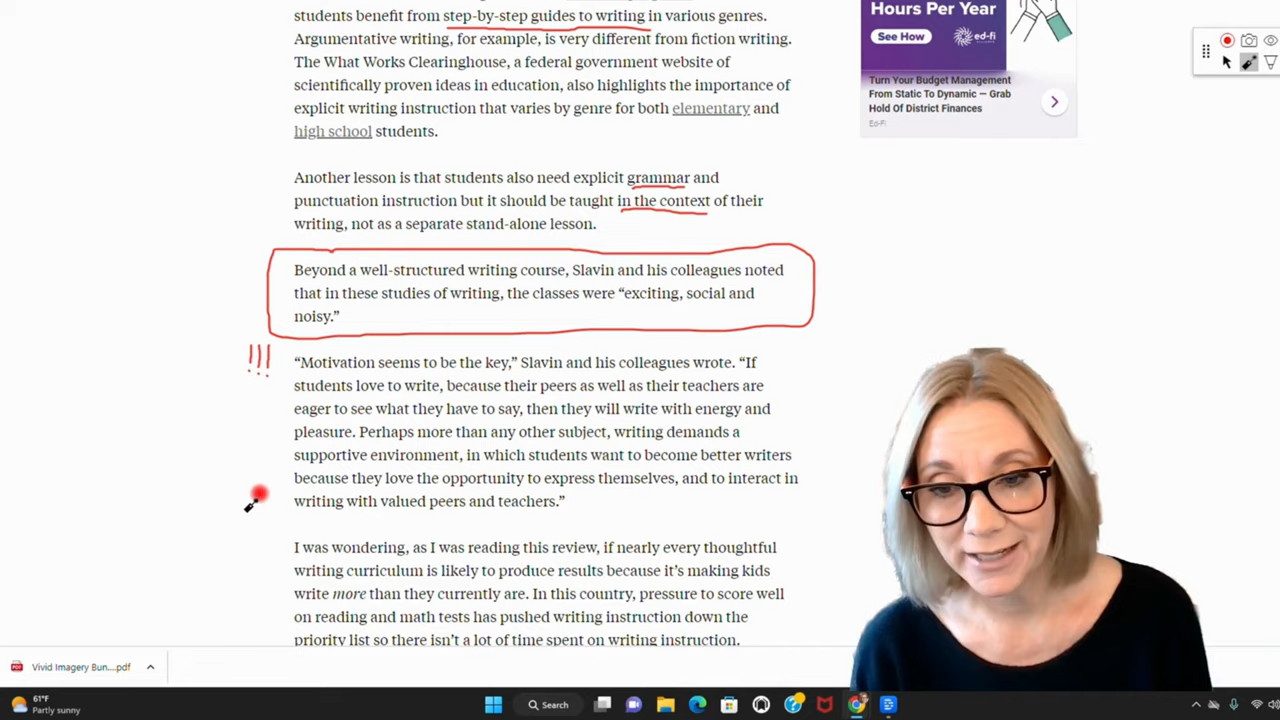 students benefit from step-by-step guides to writing in various genres.
Argumentative writing, for example, is very different from fiction writing.
The What Works Clearinghouse, a federal government website of
scientifically proven ideas in education, also highlights the importance of
explicit writing instruction that varies by genre for both elementary and
high school students.
Another lesson is that students also need explicit grammar and
punctuation instruction but it should be taught in the context of their
writing, not as a separate stand-alone lesson.
Beyond a well-structured writing course, Slavin and his colleagues noted
that in these studies of writing, the classes were “exciting, social and
noisy.”
!!!
“Motivation seems to be the key,” Slavin and his colleagues wrote. “If
students love to write, because their peers as well as their teachers are
eager to see what they have to say, then they will write with energy and
pleasure. Perhaps more than any other subject, writing demands a
supportive environment, in which students want to become better writers
because they love the opportunity to express themselves, and to interact in
writing with valued peers and teachers.”
I was wondering, as I was reading this review, if nearly every thoughtful
writing curriculum is likely to produce results because it’s making kids
write more than they currently are. In this country, pressure to score well
on reading and math tests has pushed writing instruction down the
priority list so there isn’t a lot of time spent on writing instruction.
Hours Per Year
See How
ed-fi
Turn Your Budget Management
From Static To Dynamic — Grab
Hold Of District Finances
Ed-Fi
Vivid Imagery Bun....pdf
61°F
Partly sunny
Search